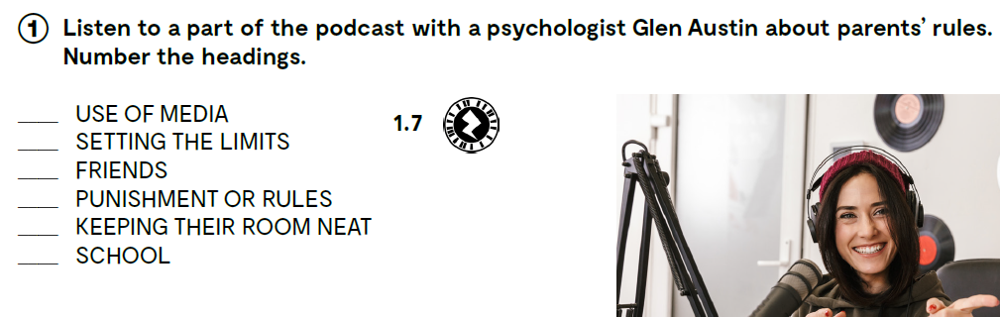 1 Listen to a part of the podcast with a psychologist Glen Austin about parents’ rules.
Number the headings.
____ USE OF MEDIA
____ SETTING THE LIMITS
____ FRIENDS
____ PUNISHMENT OR RULES
____ KEEPING THEIR ROOM NEAT
____ SCHOOL
1.7